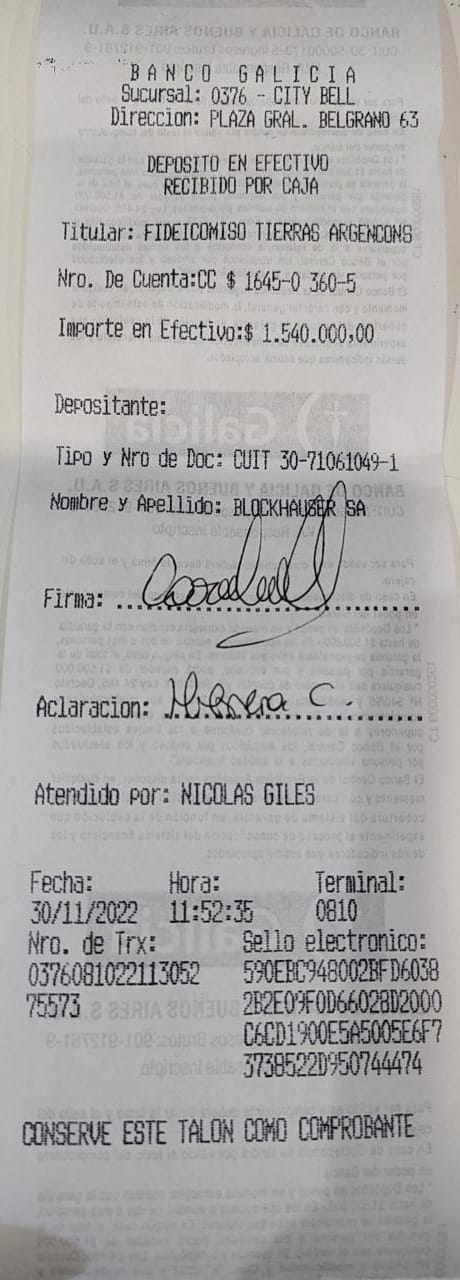 BANCO GALICIA
Sucursal: 0376 - CITY BELL
Direccion: PLAZA GRAL. BELGRANO 63
DEPOSITO EN EFECTIVO
RECIBIDO POR CAJA
Titular: FIDEICOMISO TIERRAS ARGENCONS
Nro. De Cuenta:CC $ 1645-0 360-5
Importe en Efectivo:$ 1.540.000,00
Depositante:
Tipo y Nro de Doc: CUIT 30-71061049-1
Nombre y Apellido: BLOCKHAUSER SA
Firma:
Aclaracion: Herrera C.
Atendido por: NICOLAS GILES
Fecha: Hora: Terminal:
30/11/2022 11:52:35 0810
Nro. de Trx: Sello electronico:
0376081022113052 590EBC948002BFD6038
75573 2B2E09F0D66028D2000
C6CD1900E5A5005E6F7
3738522D950744474
CONSERVE ESTE TALON COMO COMPROBANTE